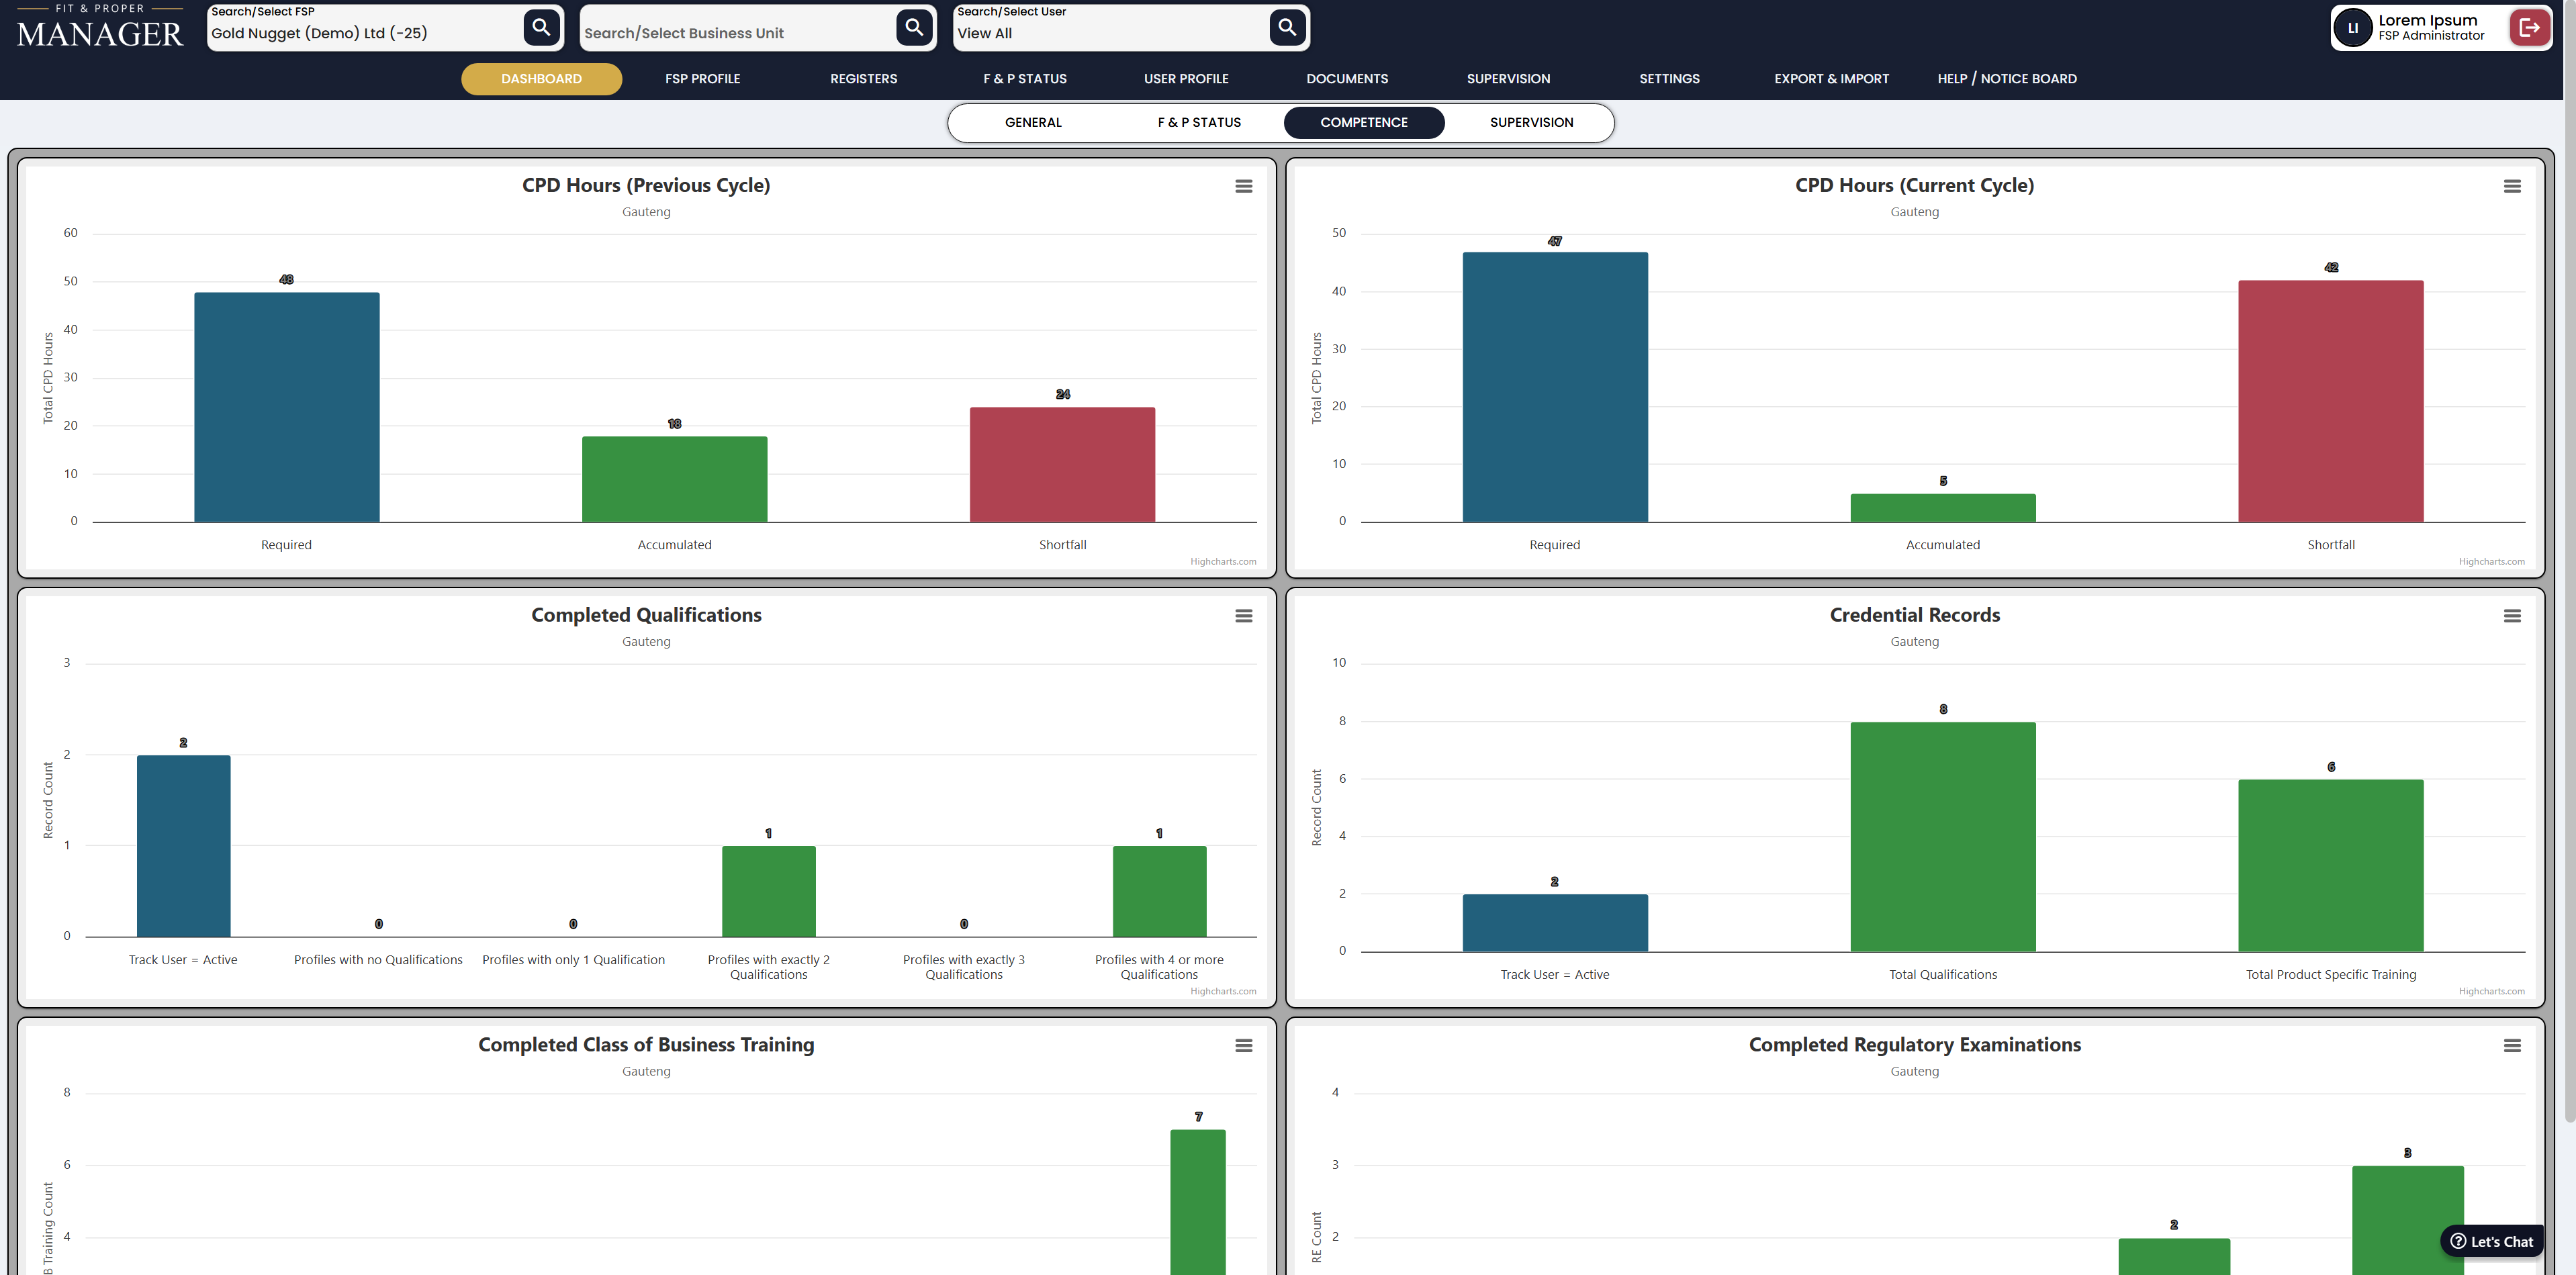 FIT & PROPER
MANAGER
Search/Select FSP
Gold Nugget (Demo) Ltd (-25)
Search/Select Business Unit
Search/Select User
View All
LI
Lorem Ipsum
FSP Administrator
DASHBOARD
FSP PROFILE
REGISTERS
F & P STATUS
USER PROFILE
DOCUMENTS
SUPERVISION
SETTINGS
EXPORT & IMPORT
HELP / NOTICE BOARD
GENERAL
F & P STATUS
COMPETENCE
SUPERVISION
CPD Hours (Previous Cycle)
Gauteng
Total CPD Hours
60
50
40
30
20
10
0
48
18
24
Required
Accumulated
Shortfall
Highcharts.com
CPD Hours (Current Cycle)
Gauteng
Total CPD Hours
50
40
30
20
10
0
47
5
42
Required
Accumulated
Shortfall
Highcharts.com
Completed Qualifications
Gauteng
Record Count
3
2
1
0
2
0
0
1
0
1
Track User = Active
Profiles with no Qualifications
Profiles with only 1 Qualification
Profiles with exactly 2
Qualifications
Profiles with exactly 3
Qualifications
Profiles with 4 or more
Qualifications
Highcharts.com
Credential Records
Gauteng
Record Count
10
8
6
4
2
0
2
8
6
Track User = Active
Total Qualifications
Total Product Specific Training
Highcharts.com
Completed Class of Business Training
Gauteng
B Training Count
8
6
4
7
Completed Regulatory Examinations
Gauteng
RE Count
4
3
2
2
3
Let's Chat